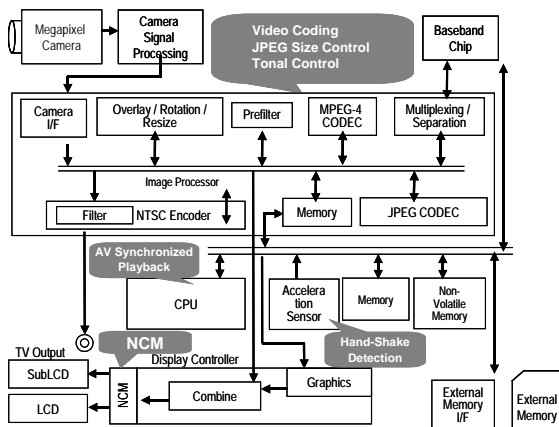 Megapixel
Camera
Camera
Signal
Processing
Video Coding
JPEG Size Control
Tonal Control
Baseband
Chip
Camera
I/F
Overlay / Rotation /
Resize
Prefilter
MPEG-4
CODEC
Multiplexing /
Separation
Image Processor
Filter
NTSC Encoder
Memory
JPEG CODEC
AV Synchronized
Playback
CPU
Accelera
tion
Sensor
Memory
Non-
Volatile
Memory
Hand-Shake
Detection
TV Output
NCM
Display Controller
SubLCD
LCD
NCM
Combine
Graphics
External
Memory
I/F
External
Memory